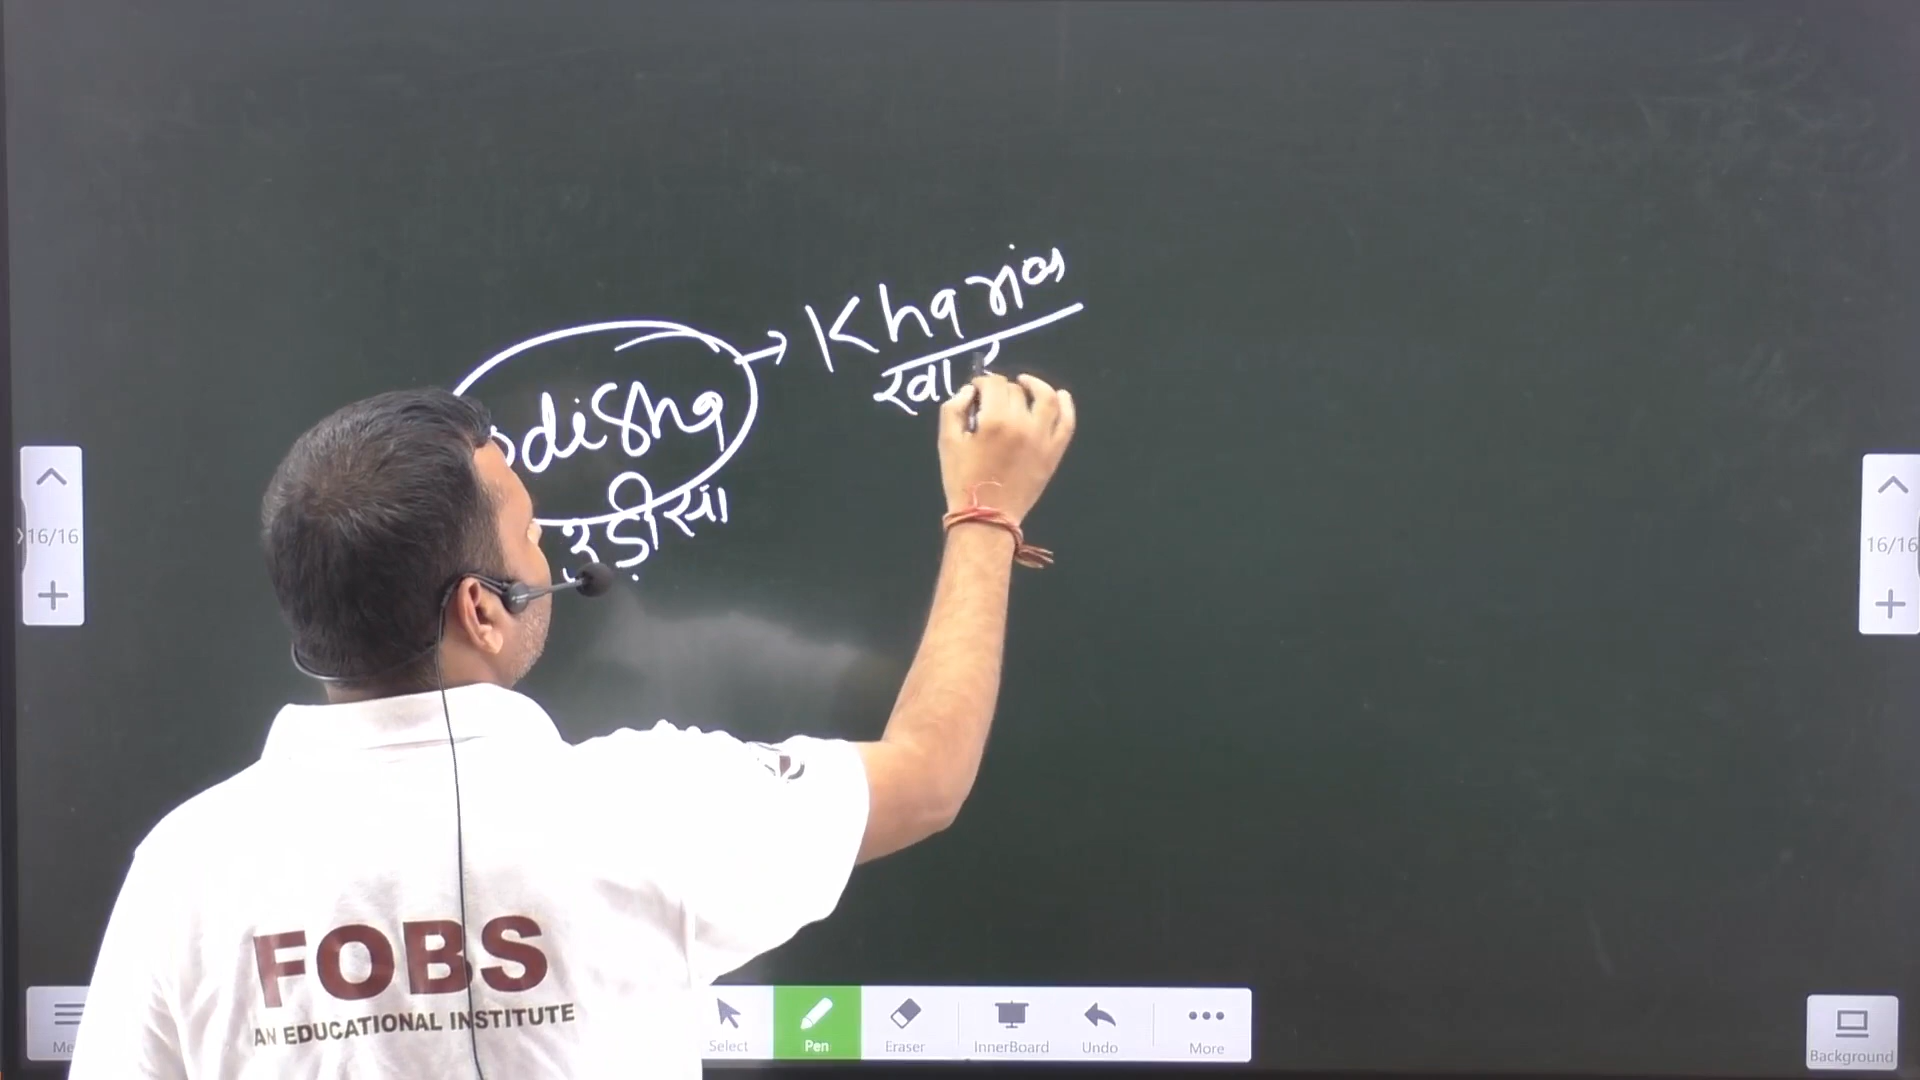 Kharia
खा
odisha
उड़ीसा
16/16
16/16
FOBS
AN EDUCATIONAL INSTITUTE
Select
Pen
Eraser
InnerBoard
Undo
More
Background